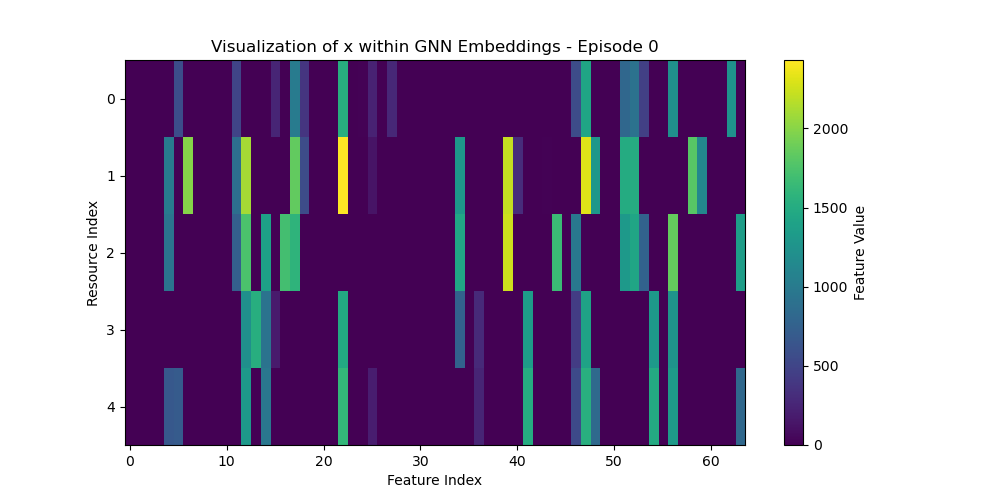 Visualization of x within GNN Embeddings - Episode 0
Resource Index
0
1
2
3
4
0 10 20 30 40 50 60
Feature Index
2000
1500
1000
500
0
Feature Value